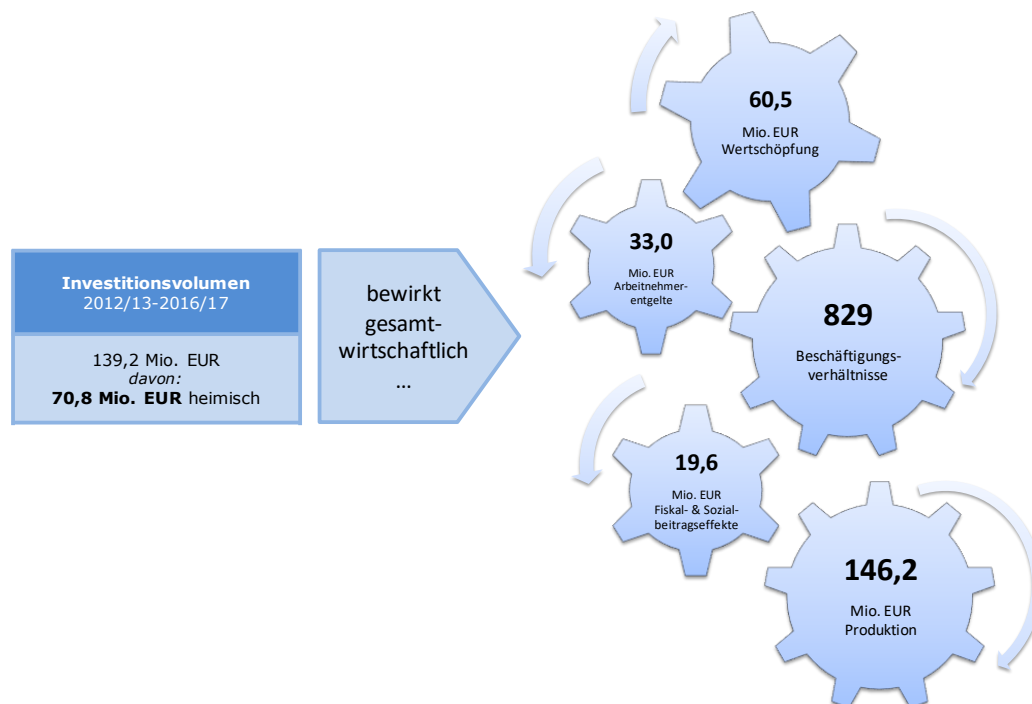 Investitionsvolumen
2012/13-2016/17
139,2 Mio. EUR
davon:
70,8 Mio. EUR heimisch
bewirkt
gesamt-
wirtschaftlich
...
60,5
Mio. EUR
Wertschöpfung
33,0
Mio. EUR
Arbeitnehmer-
entgelte
829
Beschäftigungs-
verhältnisse
19,6
Mio. EUR
Fiskal- & Sozial-
beitragseffekte
146,2
Mio. EUR
Produktion